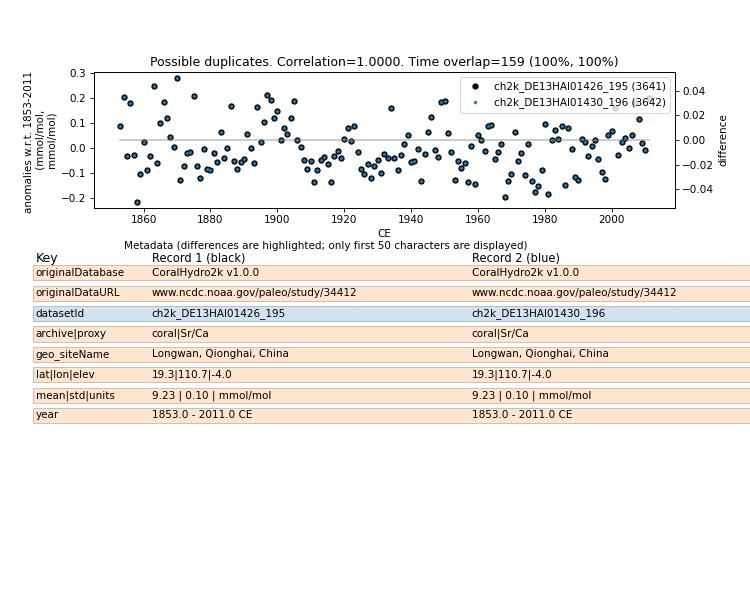 Possible duplicates. Correlation=1.0000. Time overlap=159 (100%, 100%)
anomalies w.r.t. 1853-2011
(mmol/mol,
mmol/mol)
0.3
0.2
0.1
0.0
−0.1
−0.2
ch2k_DE13HAI01426_195 (3641)
ch2k_DE13HAI01430_196 (3642)
0.04
0.02
0.00
−0.02
−0.04
difference
1860 1880 1900 1920 1940 1960 1980 2000
CE
Metadata (differences are highlighted; only first 50 characters are displayed)
Key Record 1 (black) Record 2 (blue)
originalDatabase CoralHydro2k v1.0.0 CoralHydro2k v1.0.0
originalDataURL www.ncdc.noaa.gov/paleo/study/34412 www.ncdc.noaa.gov/paleo/study/34412
datasetId ch2k_DE13HAI01426_195 ch2k_DE13HAI01430_196
archive|proxy coral|Sr/Ca coral|Sr/Ca
geo_siteName Longwan, Qionghai, China Longwan, Qionghai, China
lat|lon|elev 19.3|110.7|-4.0 19.3|110.7|-4.0
mean|std|units 9.23 | 0.10 | mmol/mol 9.23 | 0.10 | mmol/mol
year 1853.0 - 2011.0 CE 1853.0 - 2011.0 CE